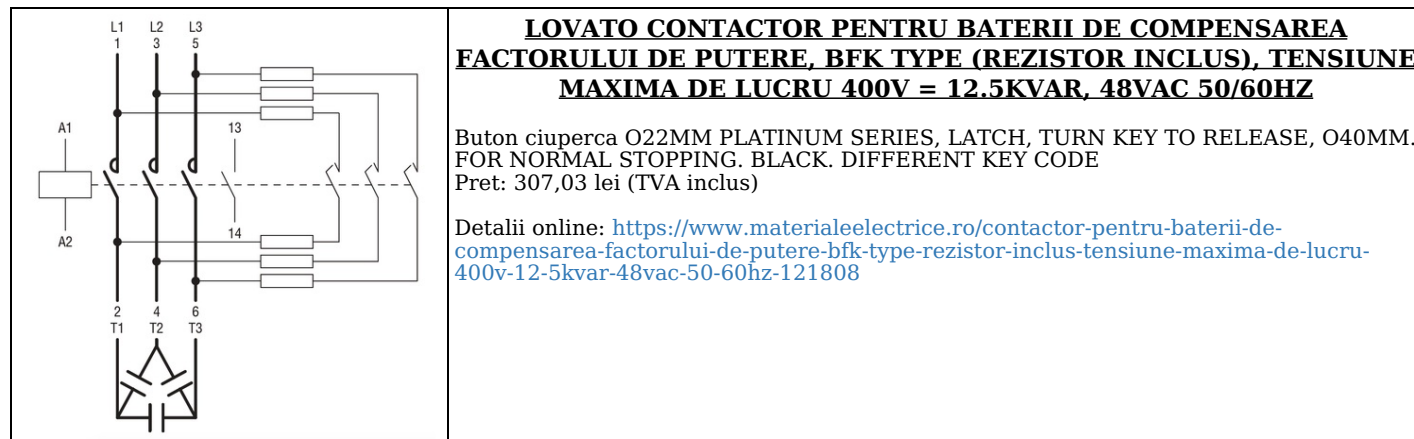 L1 L2 L3
1 3 5
A1
13
A2
14
2 4 6
T1 T2 T3
LOVATO CONTACTOR PENTRU BATERII DE COMPENSAREA
FACTORULUI DE PUTERE, BFK TYPE (REZISTOR INCLUS), TENSIUNE
MAXIMA DE LUCRU 400V = 12.5KVAR, 48VAC 50/60HZ
Buton ciuperca O22MM PLATINUM SERIES, LATCH, TURN KEY TO RELEASE, O40MM.
FOR NORMAL STOPPING. BLACK. DIFFERENT KEY CODE
Pret: 307,03 lei (TVA inclus)
Detalii online: https://www.materialeelectrice.ro/contactor-pentru-baterii-de-
compensarea-factorului-de-putere-bfk-type-rezistor-inclus-tensiune-maxima-de-lucru-
400v-12-5kvar-48vac-50-60hz-121808